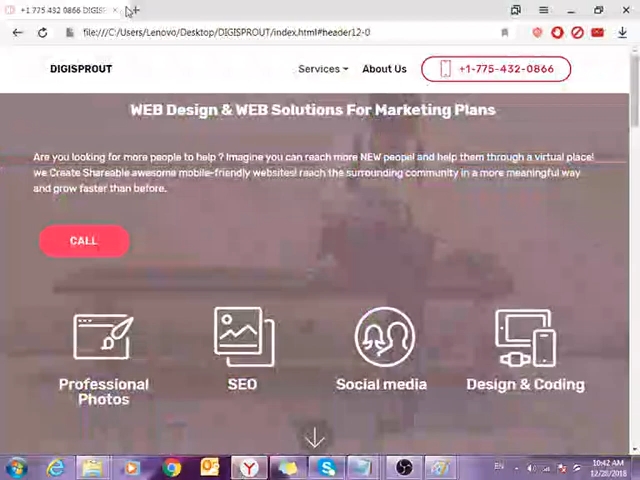 +1 775 432 0866 DIGISP
file:///C:/Users/Lenovo/Desktop/DIGISPROUT/index.html#header12-0
DIGISPROUT
Services
About Us
+1-775-432-0866
WEB Design & WEB Solutions For Marketing Plans
Are you looking for more people to help ? Imagine you can reach more NEW peopel and help them through a virtual place!
we Create Shareable awesome mobile-friendly websites! reach the surrounding community in a more meaningful way
and grow faster than before.
CALL
Professional
Photos
SEO
Social media
Design & Coding
EN
10:42 AM
12/28/2018